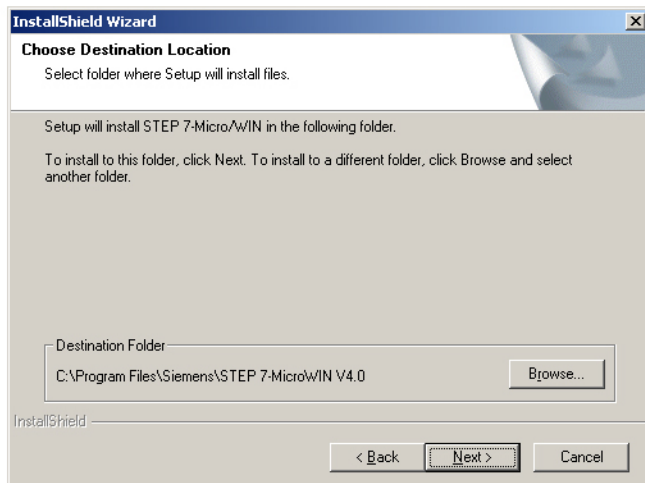 InstallShield Wizard
Choose Destination Location
Select folder where Setup will install files.
Setup will install STEP 7-Micro/WIN in the following folder.
To install to this folder, click Next. To install to a different folder, click Browse and select
another folder.
Destination Folder
C:\Program Files\Siemens\STEP 7-MicroWIN V4.0
Browse...
InstallShield
< Back
Next >
Cancel